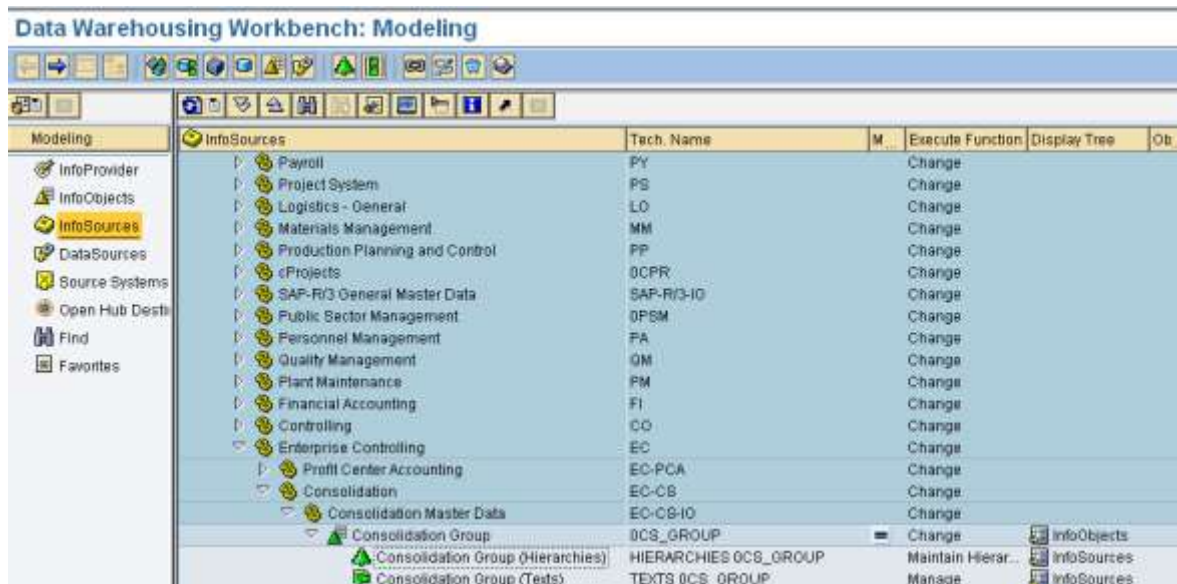 Data Warehousing Workbench: Modeling
Modeling
InfoProvider
InfoObjects
InfoSources
DataSources
Source Systems
Open Hub Desti
Find
Favorites
InfoSources Tech. Name M... Execute Function Display Tree Ob
Payroll PY Change
Project System PS Change
Logistics - General LO Change
Materials Management MM Change
Production Planning and Control PP Change
cProjects 0CPR Change
SAP-R/3 General Master Data SAP-R/3-IO Change
Public Sector Management 0PSM Change
Personnel Management PA Change
Quality Management QM Change
Plant Maintenance PM Change
Financial Accounting FI Change
Controlling CO Change
Enterprise Controlling EC Change
Profit Center Accounting EC-PCA Change
Consolidation EC-CS Change
Consolidation Master Data EC-CS-IO Change
Consolidation Group 0CS_GROUP = Change InfoObjects
Consolidation Group (Hierarchies) HIERARCHIES 0CS_GROUP Maintain Hierar... InfoSources
Consolidation Group (Texts) TEXTS 0CS_GROUP Manage InfoSources